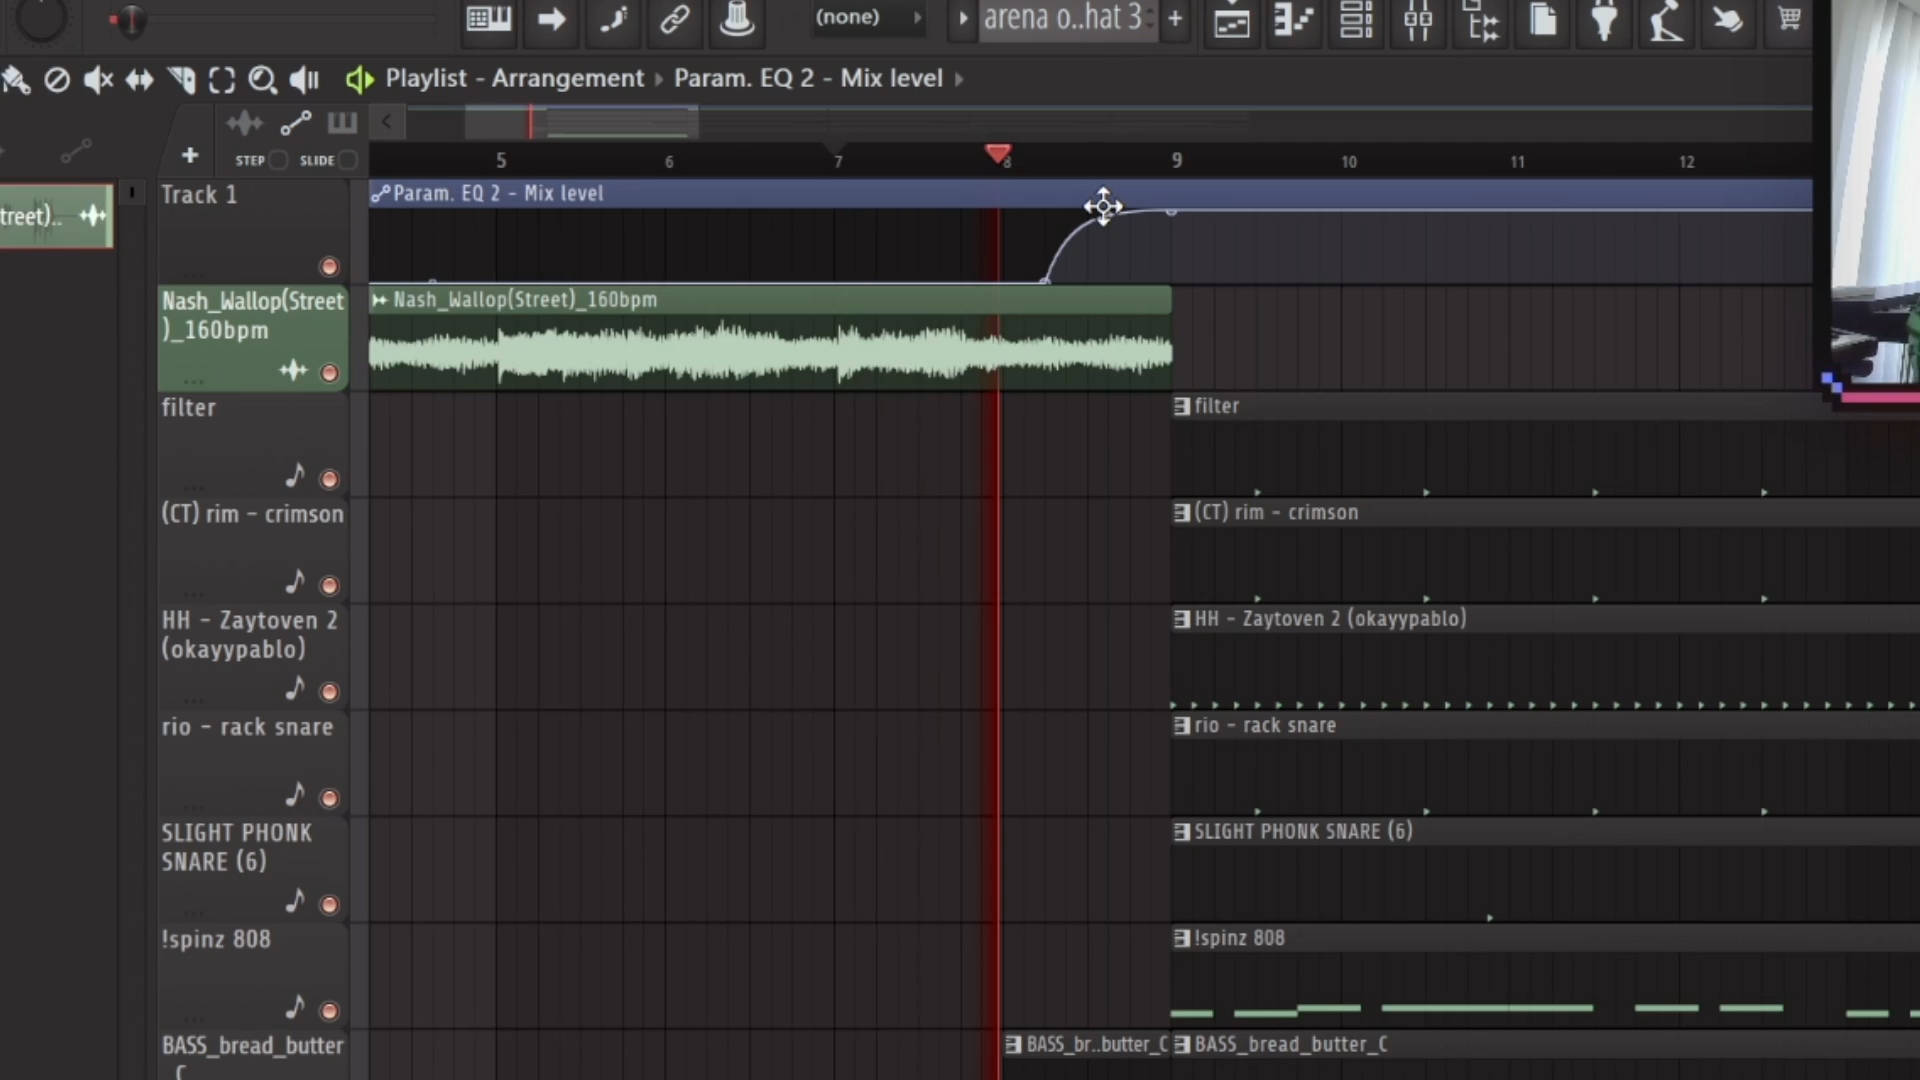 (none)
arena o..hat 3
+
Playlist - Arrangement
Param. EQ 2 - Mix level
STEP
SLIDE
5
6
7
8
9
10
11
12
Track 1
Param. EQ 2 - Mix level
treet)..
Nash_Wallop(Street
)_160bpm
Nash_Wallop(Street)_160bpm
filter
filter
(CT) rim - crimson
(CT) rim - crimson
HH - Zaytoven 2
(okayypablo)
HH - Zaytoven 2 (okayypablo)
rio - rack snare
rio - rack snare
SLIGHT PHONK
SNARE (6)
SLIGHT PHONK SNARE (6)
!spinz 808
!spinz 808
BASS_bread_butter
_C
BASS_br..butter_C
BASS_bread_butter_C